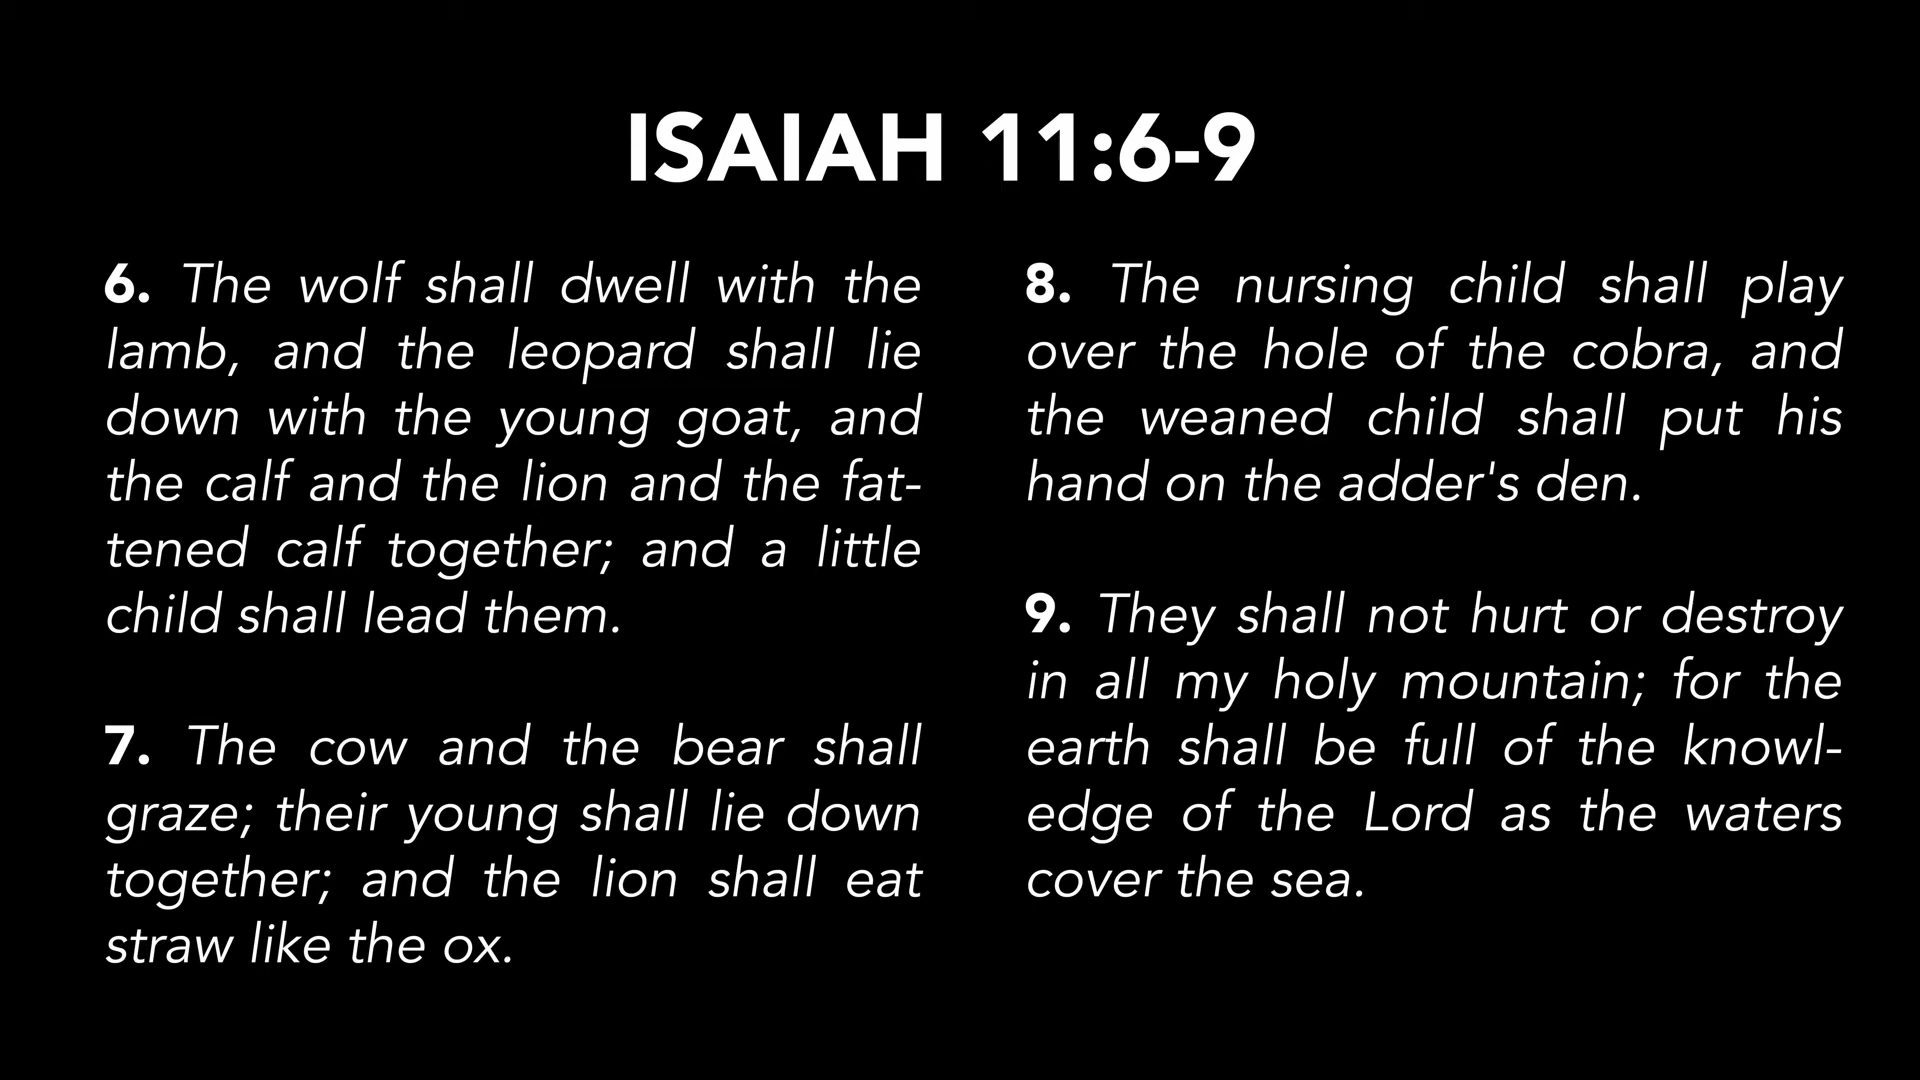 ISAIAH 11:6-9
6. The wolf shall dwell with the
lamb, and the leopard shall lie
down with the young goat, and
the calf and the lion and the fat-
tened calf together; and a little
child shall lead them.
7. The cow and the bear shall
graze; their young shall lie down
together; and the lion shall eat
straw like the ox.
8. The nursing child shall play
over the hole of the cobra, and
the weaned child shall put his
hand on the adder's den.
9. They shall not hurt or destroy
in all my holy mountain; for the
earth shall be full of the knowl-
edge of the Lord as the waters
cover the sea.